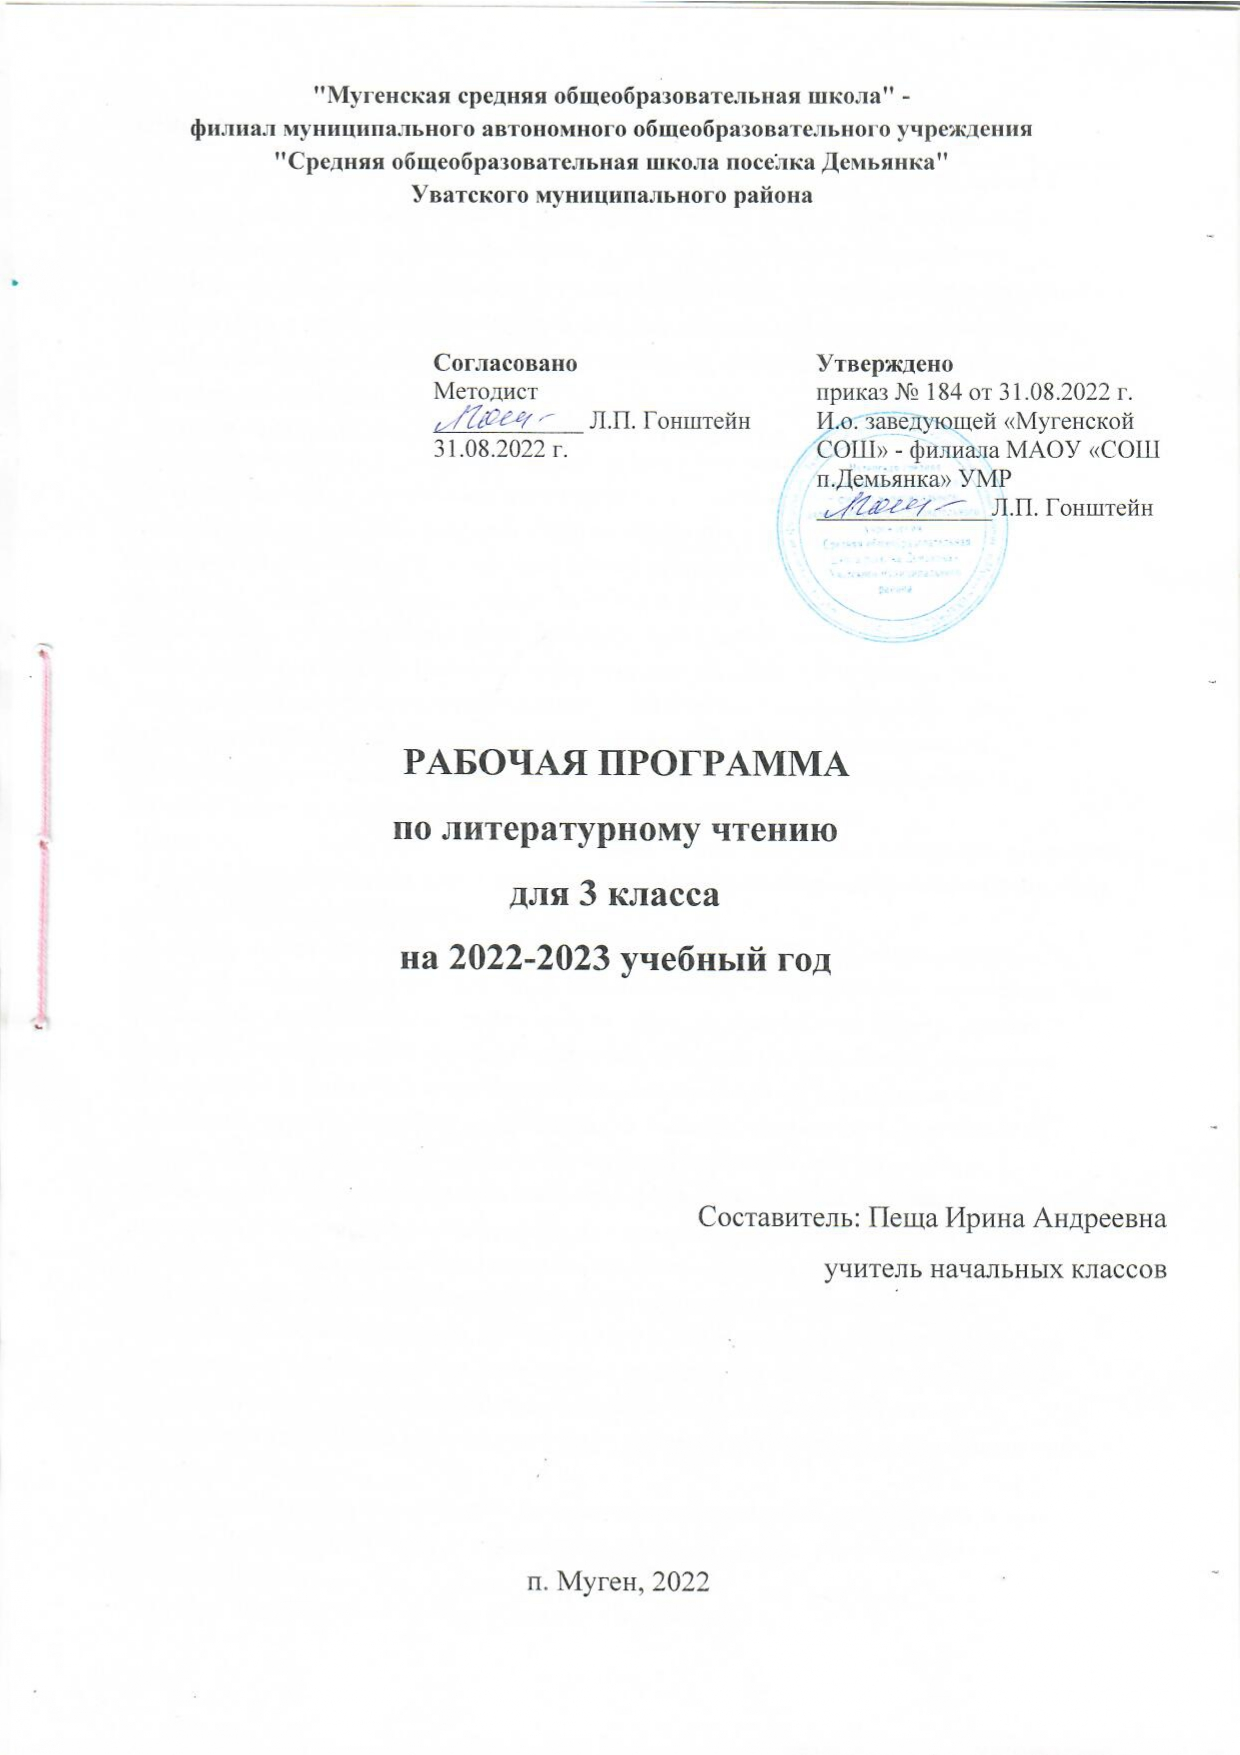 "Мугенская средняя общеобразовательная школа" -
филиал муниципального автономного общеобразовательного учреждения
"Средняя общеобразовательная школа поселка Демьянка"
Уватского муниципального района
Согласовано
Методист
____________ Л.П. Гонштейн
31.08.2022 г.
Утверждено
приказ № 184 от 31.08.2022 г.
И.о. заведующей «Мугенской
СОШ» - филиала МАОУ «СОШ
п.Демьянка» УМР
______________Л.П. Гонштейн
РАБОЧАЯ ПРОГРАММА
по литературному чтению
для 3 класса
на 2022-2023 учебный год
Составитель: Пеща Ирина Андреевна
учитель начальных классов
п. Муген, 2022